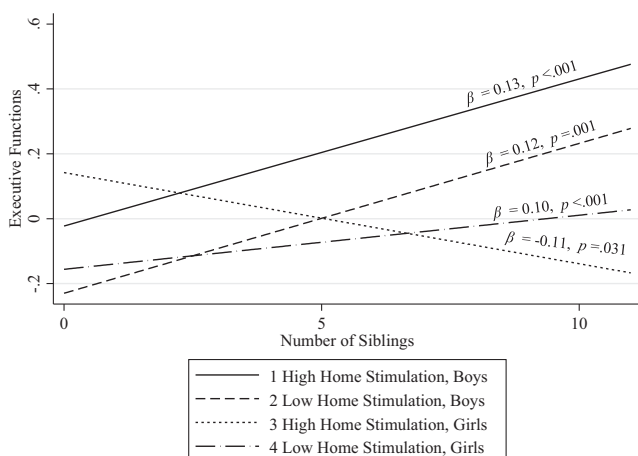 .6
.4
.2
0
-.2
Executive Functions
β = 0.13, p <.001
β = 0.12, p =.001
β = 0.10, p <.001
β = -0.11, p =.031
0
5
10
Number of Siblings
1 High Home Stimulation, Boys
2 Low Home Stimulation, Boys
3 High Home Stimulation, Girls
4 Low Home Stimulation, Girls